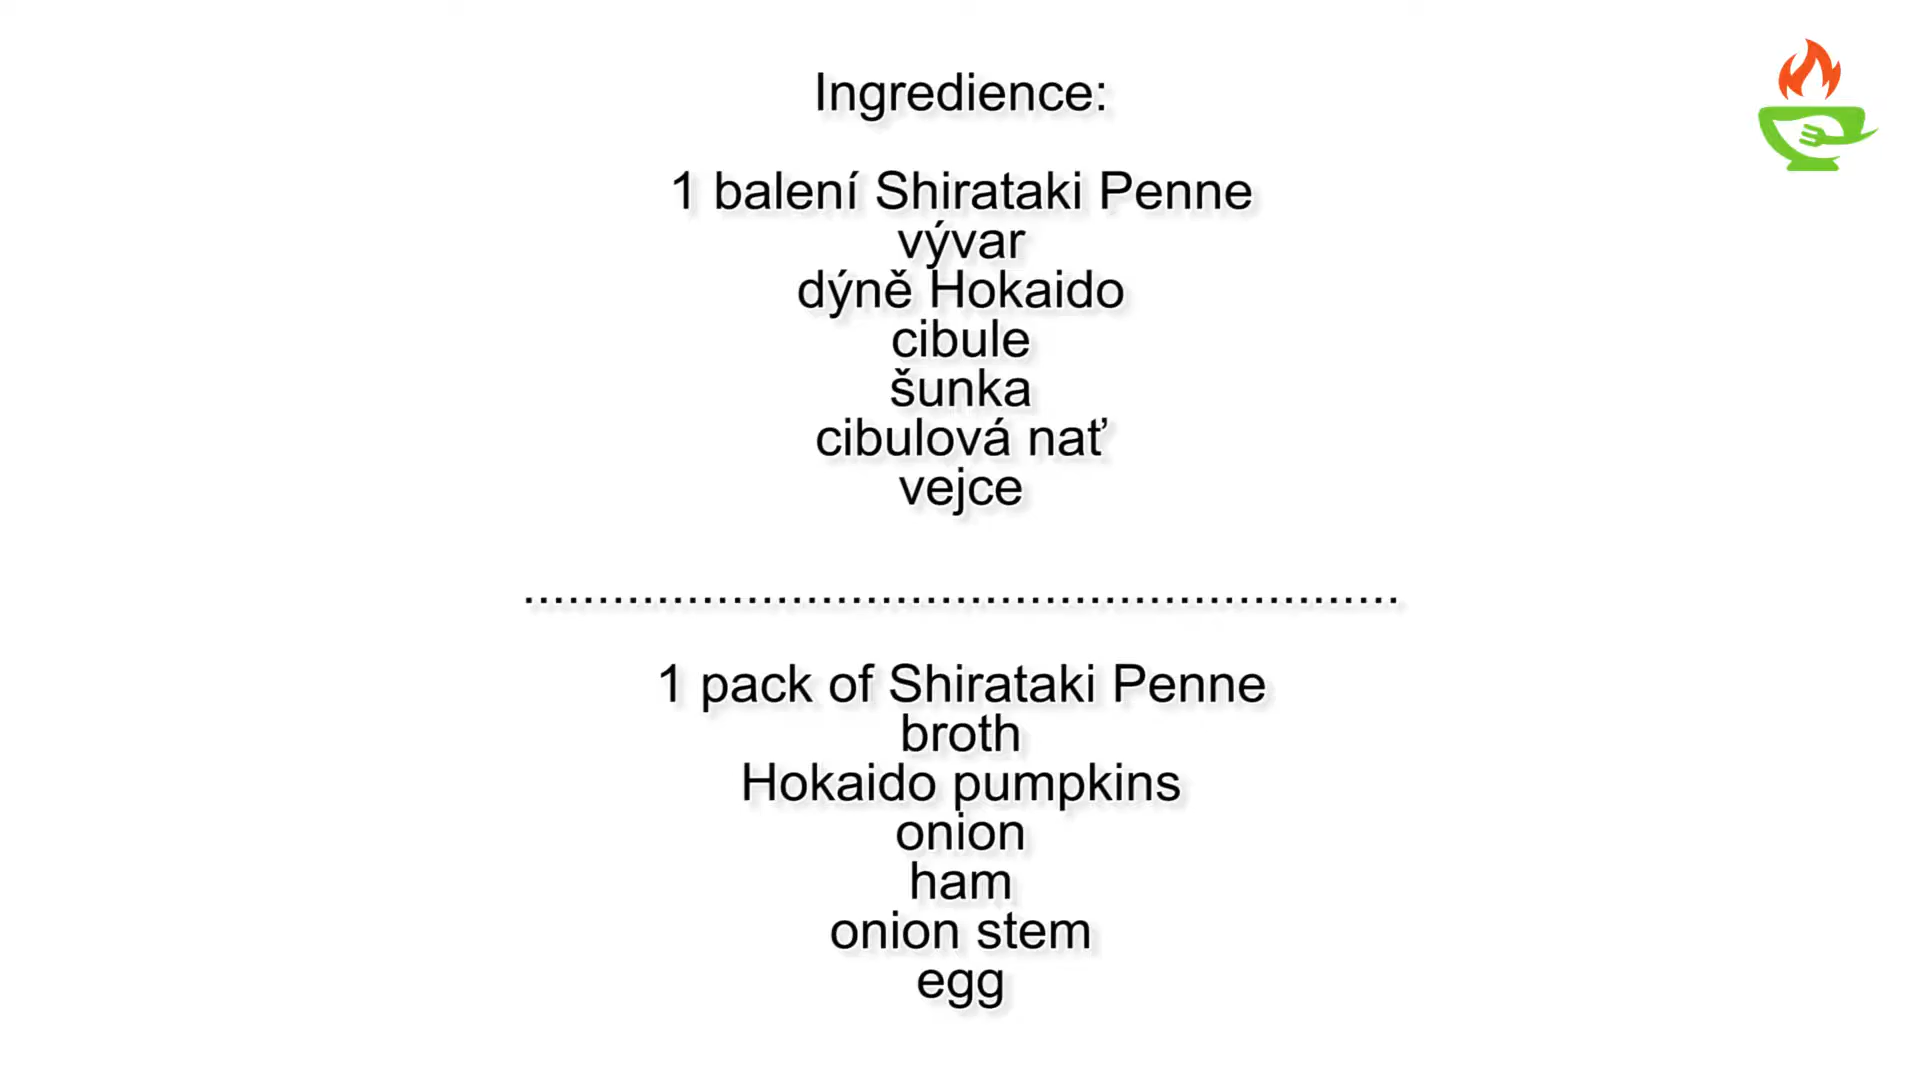 Ingredience:
1 balení Shirataki Penne
vývar
dýně Hokaido
cibule
šunka
cibulová nať
vejce
............................................................
1 pack of Shirataki Penne
broth
Hokaido pumpkins
onion
ham
onion stem
egg